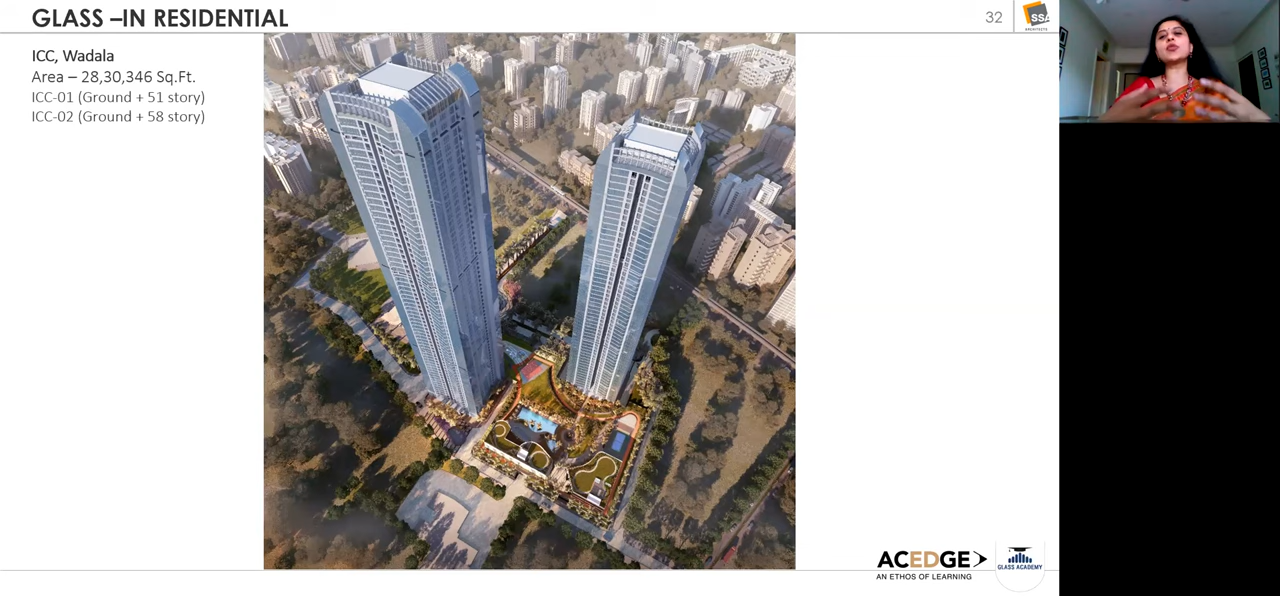 GLASS –IN RESIDENTIAL
32
SSA
ARCHITECTS
ICC, Wadala
Area – 28,30,346 Sq.Ft.
ICC-01 (Ground + 51 story)
ICC-02 (Ground + 58 story)
ACEDGE
AN ETHOS OF LEARNING
GLASS ACADEMY